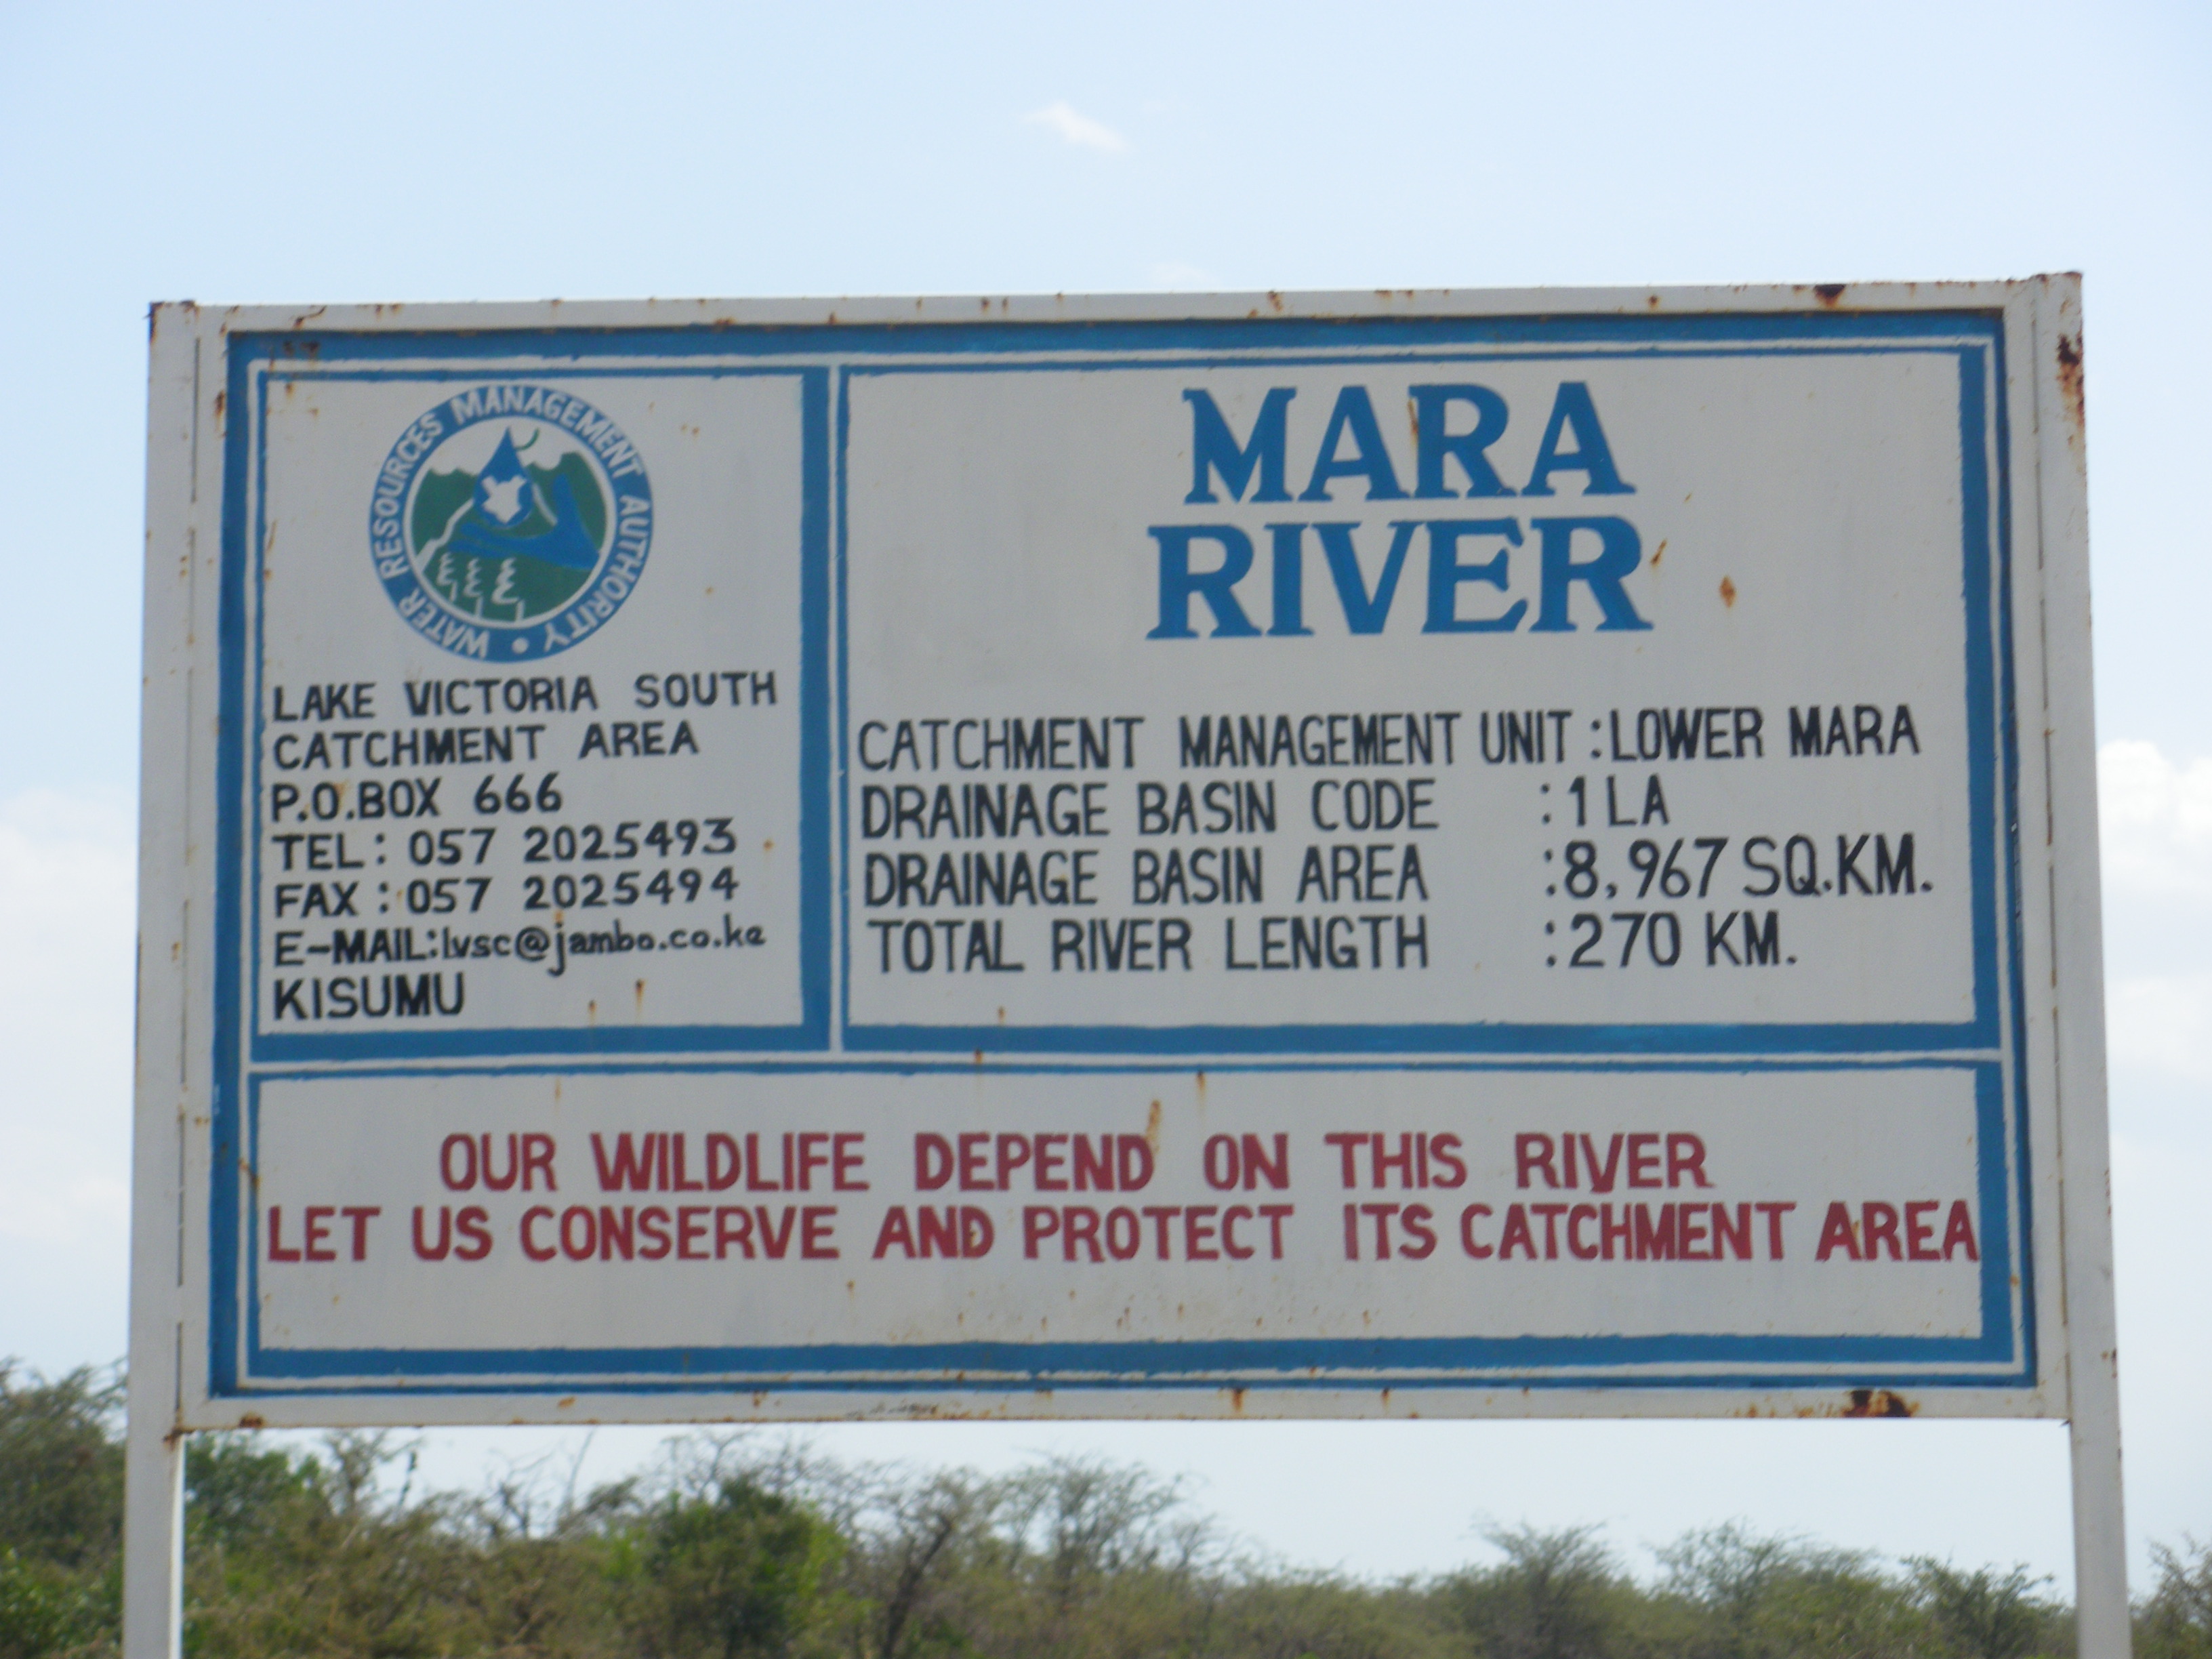 WATER RESOURCES MANAGEMENT AUTHORITY
LAKE VICTORIA SOUTH
CATCHMENT AREA
P.O.BOX 666
TEL: 057 2025493
FAX : 057 2025494
E-MAIL:lvsc@jambo.co.ke
KISUMU
MARA
RIVER
CATCHMENT MANAGEMENT UNIT :LOWER MARA
DRAINAGE BASIN CODE :1 LA
DRAINAGE BASIN AREA :8,967 SQ.KM.
TOTAL RIVER LENGTH :270 KM.
OUR WILDLIFE DEPEND ON THIS RIVER
LET US CONSERVE AND PROTECT ITS CATCHMENT AREA